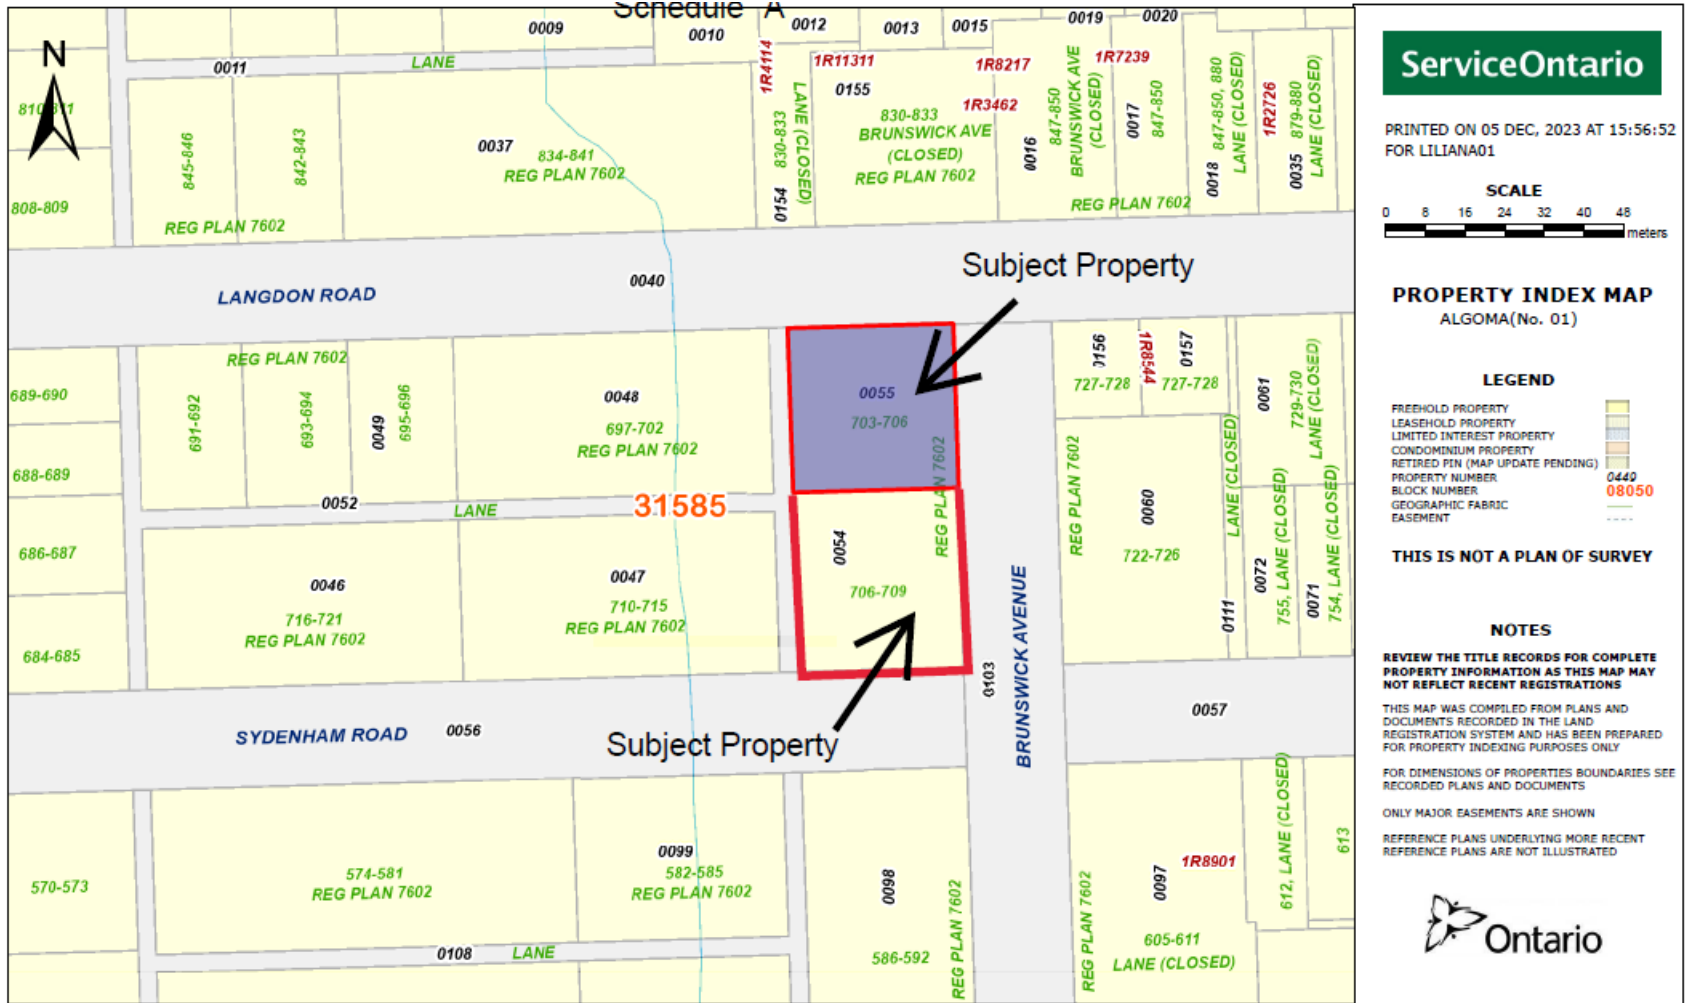 Schedule "A"
N
0009
0010
0012
0013
0015
0019
0020
0011
LANE
1R4114
1R11311
1R8217
1R7239
0155
1R3462
830-833
BRUNSWICK AVE
(CLOSED)
REG PLAN 7602
0154
830-833
LANE (CLOSED)
0016
847-850
BRUNSWICK AVE
(CLOSED)
0017
847-850
0018
847-850, 880
LANE (CLOSED)
1R2726
0035
879-880
LANE (CLOSED)
REG PLAN 7602
810-811
845-846
842-843
0037
834-841
REG PLAN 7602
808-809
REG PLAN 7602
Subject Property
LANGDON ROAD
0040
REG PLAN 7602
689-690
691-692
693-694
0049
695-696
0048
697-702
REG PLAN 7602
0055
703-706
REG PLAN 7602
0156
1R8544
0157
727-728
727-728
0061
729-730
LANE (CLOSED)
688-689
0052
LANE
31585
REG PLAN 7602
0060
722-726
LANE (CLOSED)
0111
0072
755, LANE (CLOSED)
0071
754, LANE (CLOSED)
686-687
0046
716-721
REG PLAN 7602
0047
710-715
REG PLAN 7602
0054
706-709
684-685
BRUNSWICK AVENUE
0103
SYDENHAM ROAD
0056
Subject Property
0057
570-573
574-581
REG PLAN 7602
0099
582-585
REG PLAN 7602
0098
586-592
REG PLAN 7602
REG PLAN 7602
0097
1R8901
605-611
LANE (CLOSED)
612, LANE (CLOSED)
613
0108
LANE
ServiceOntario
PRINTED ON 05 DEC, 2023 AT 15:56:52
FOR LILIANA01
SCALE
0 8 16 24 32 40 48
meters
PROPERTY INDEX MAP
ALGOMA(No. 01)
LEGEND
FREEHOLD PROPERTY
LEASEHOLD PROPERTY
LIMITED INTEREST PROPERTY
CONDOMINIUM PROPERTY
RETIRED PIN (MAP UPDATE PENDING)
PROPERTY NUMBER 0449
BLOCK NUMBER 08050
GEOGRAPHIC FABRIC
EASEMENT
THIS IS NOT A PLAN OF SURVEY
NOTES
REVIEW THE TITLE RECORDS FOR COMPLETE
PROPERTY INFORMATION AS THIS MAP MAY
NOT REFLECT RECENT REGISTRATIONS
THIS MAP WAS COMPILED FROM PLANS AND
DOCUMENTS RECORDED IN THE LAND
REGISTRATION SYSTEM AND HAS BEEN PREPARED
FOR PROPERTY INDEXING PURPOSES ONLY
FOR DIMENSIONS OF PROPERTIES BOUNDARIES SEE
RECORDED PLANS AND DOCUMENTS
ONLY MAJOR EASEMENTS ARE SHOWN
REFERENCE PLANS UNDERLYING MORE RECENT
REFERENCE PLANS ARE NOT ILLUSTRATED
Ontario